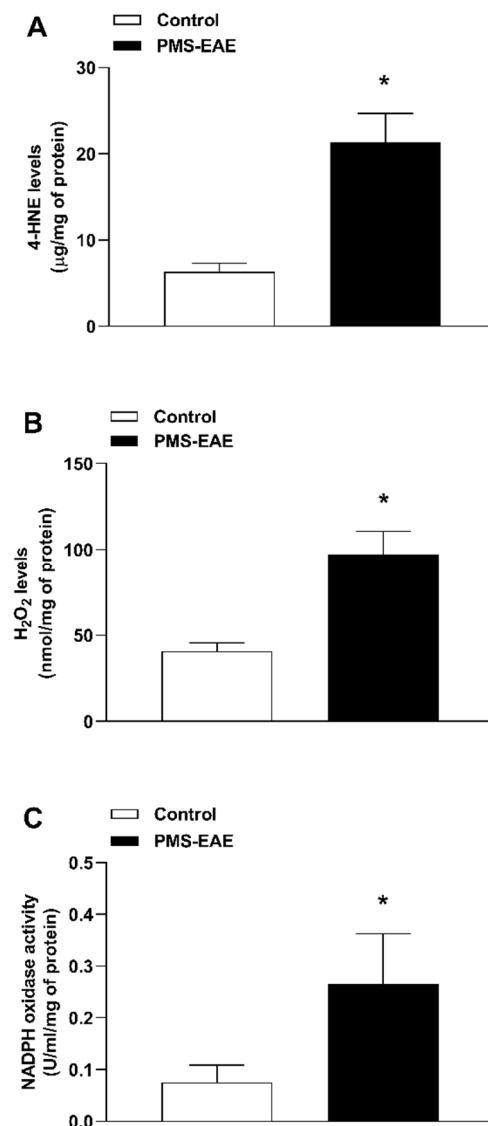 A
Control
PMS-EAE
4-HNE levels
(μg/mg of protein)
30
20
10
0
*
B
Control
PMS-EAE
H₂O₂ levels
(nmol/mg of protein)
150
100
50
0
*
C
Control
PMS-EAE
NADPH oxidase activity
(U/ml/mg of protein)
0.5
0.4
0.3
0.2
0.1
0.0
*